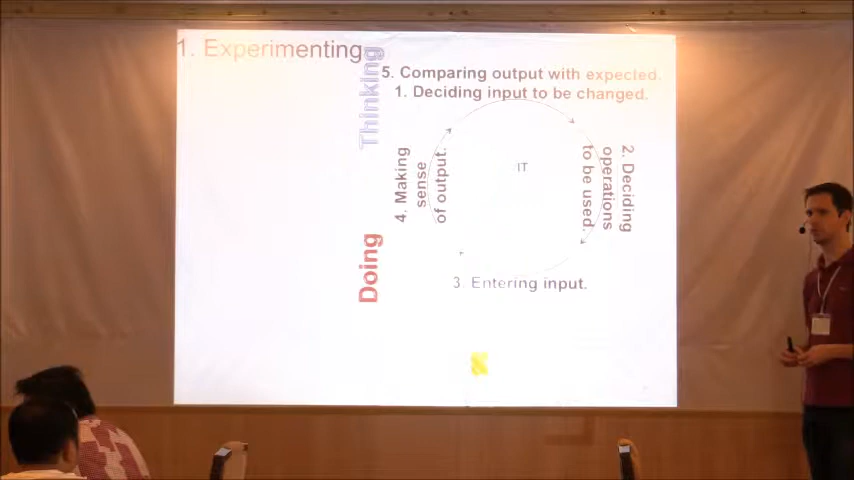 1. Experimenting
Thinking
5. Comparing output with expected.
1. Deciding input to be changed.
4. Making
sense
of output.
IT
2. Deciding
operations
to be used.
Doing
3. Entering input.